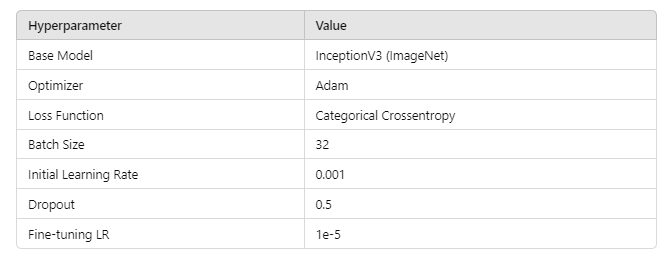 Hyperparameter Value
Base Model InceptionV3 (ImageNet)
Optimizer Adam
Loss Function Categorical Crossentropy
Batch Size 32
Initial Learning Rate 0.001
Dropout 0.5
Fine-tuning LR 1e-5